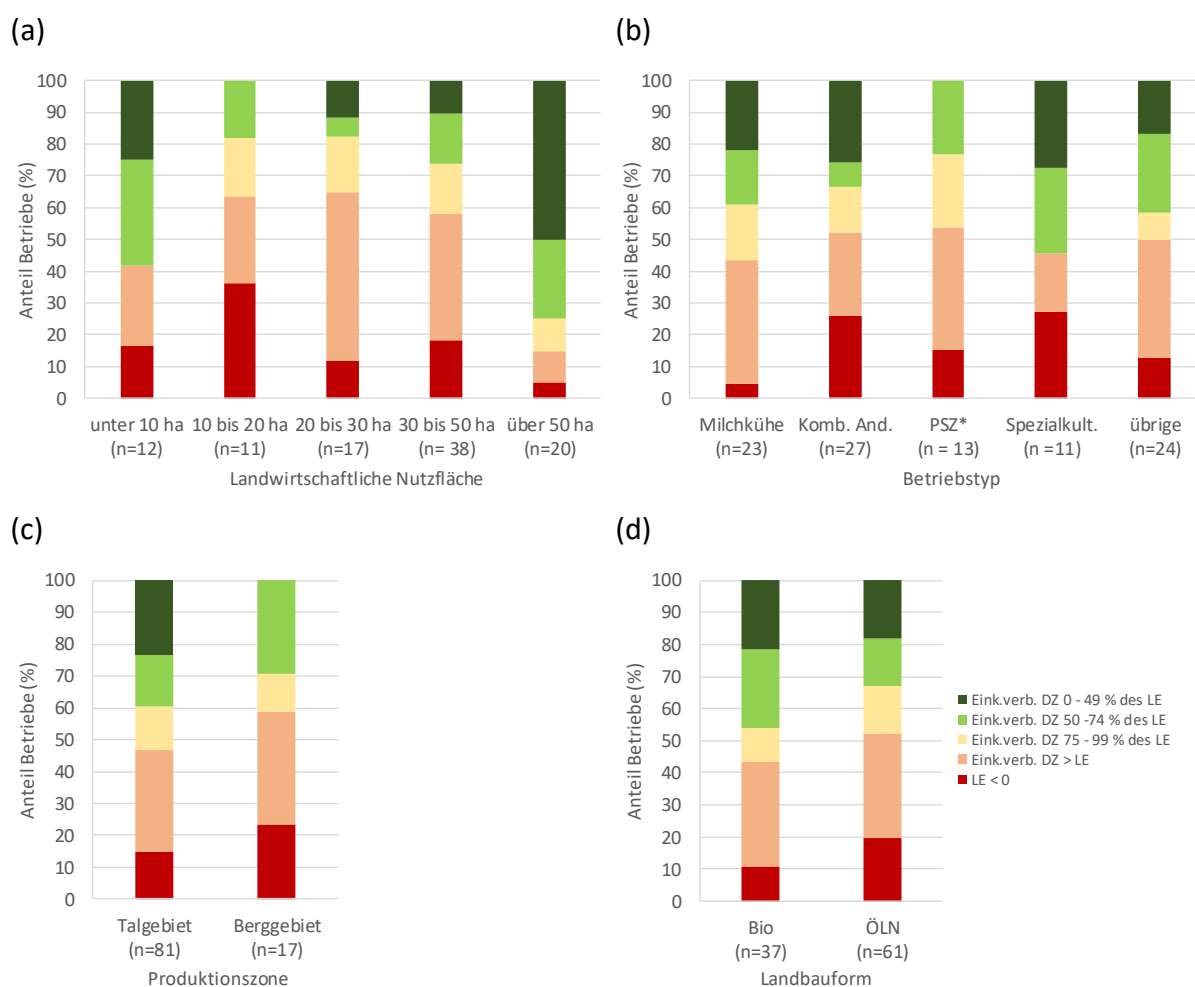 (a)
Anteil Betriebe (%)
100
90
80
70
60
50
40
30
20
10
0
unter 10 ha 10 bis 20 ha 20 bis 30 ha 30 bis 50 ha über 50 ha
(n=12) (n=11) (n=17) (n= 38) (n=20)
Landwirtschaftliche Nutzfläche
(b)
Anteil Betriebe (%)
100
90
80
70
60
50
40
30
20
10
0
Milchkühe Komb. And. PSZ* Spezialkult. übrige
(n=23) (n=27) (n = 13) (n =11) (n=24)
Betriebstyp
(c)
Anteil Betriebe (%)
100
90
80
70
60
50
40
30
20
10
0
Talgebiet Berggebiet
(n=81) (n=17)
Produktionszone
(d)
Anteil Betriebe (%)
100
90
80
70
60
50
40
30
20
10
0
Bio ÖLN
(n=37) (n=61)
Landbauform
Eink.verb. DZ 0 - 49 % des LE
Eink.verb. DZ 50 -74 % des LE
Eink.verb. DZ 75 - 99 % des LE
Eink.verb. DZ > LE
LE < 0